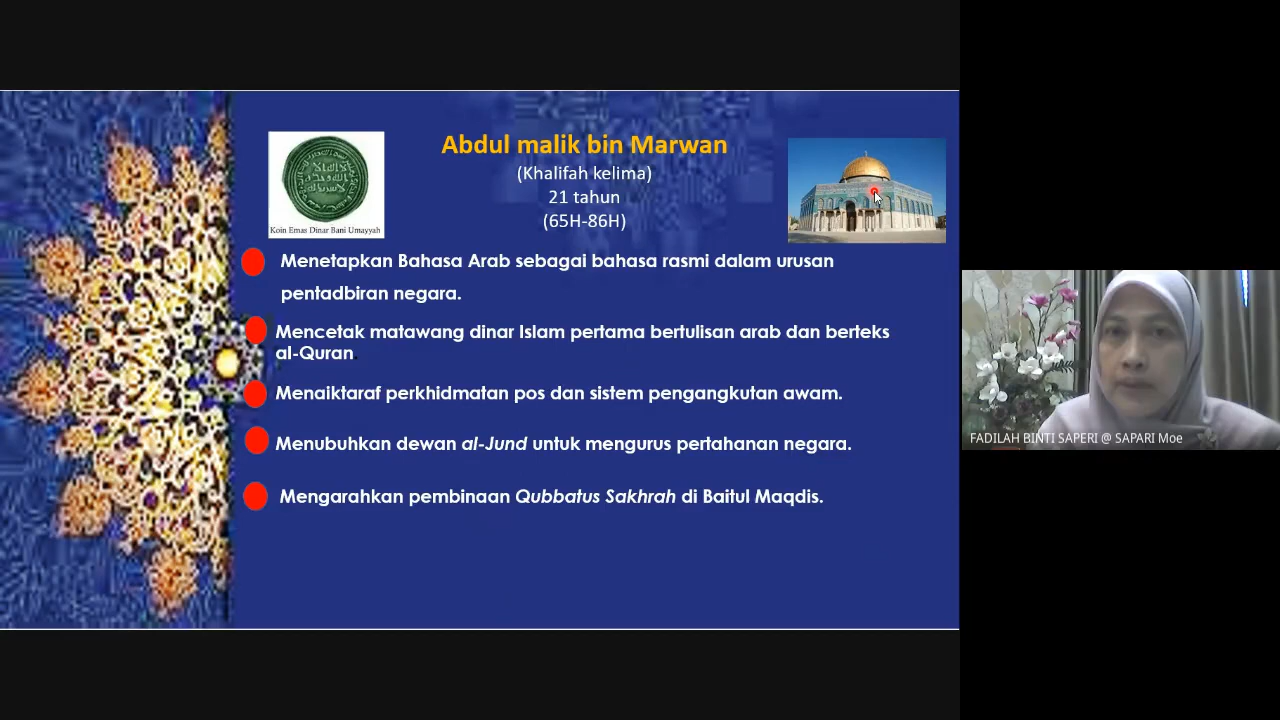 Abdul malik bin Marwan
(Khalifah kelima)
21 tahun
(65H-86H)
Koin Emas Dinar Bani Umayyah
Menetapkan Bahasa Arab sebagai bahasa rasmi dalam urusan
pentadbiran negara.
Mencetak matawang dinar Islam pertama bertulisan arab dan berteks
al-Quran.
Menaiktaraf perkhidmatan pos dan sistem pengangkutan awam.
Menubuhkan dewan al-Jund untuk mengurus pertahanan negara.
Mengarahkan pembinaan Qubbatus Sakhrah di Baitul Maqdis.
FADILAH BINTI SAPERI @ SAPARI Moe